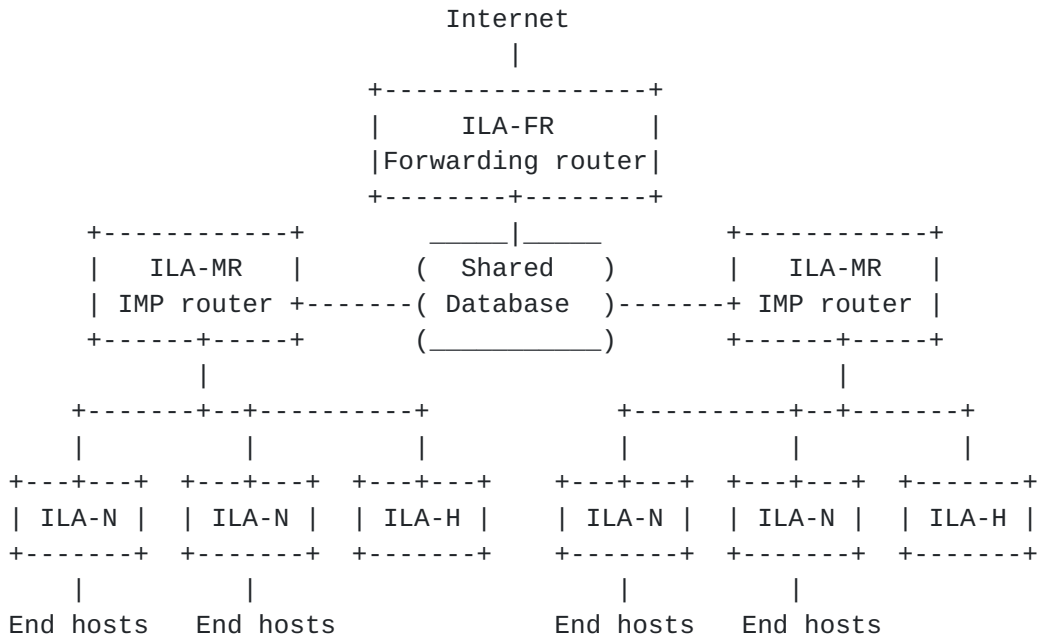 Internet
ILA-FR
Forwarding router
ILA-MR Shared ILA-MR
IMP router Database IMP router
ILA-N ILA-N ILA-H ILA-N ILA-N ILA-H
End hosts End hosts End hosts End hosts